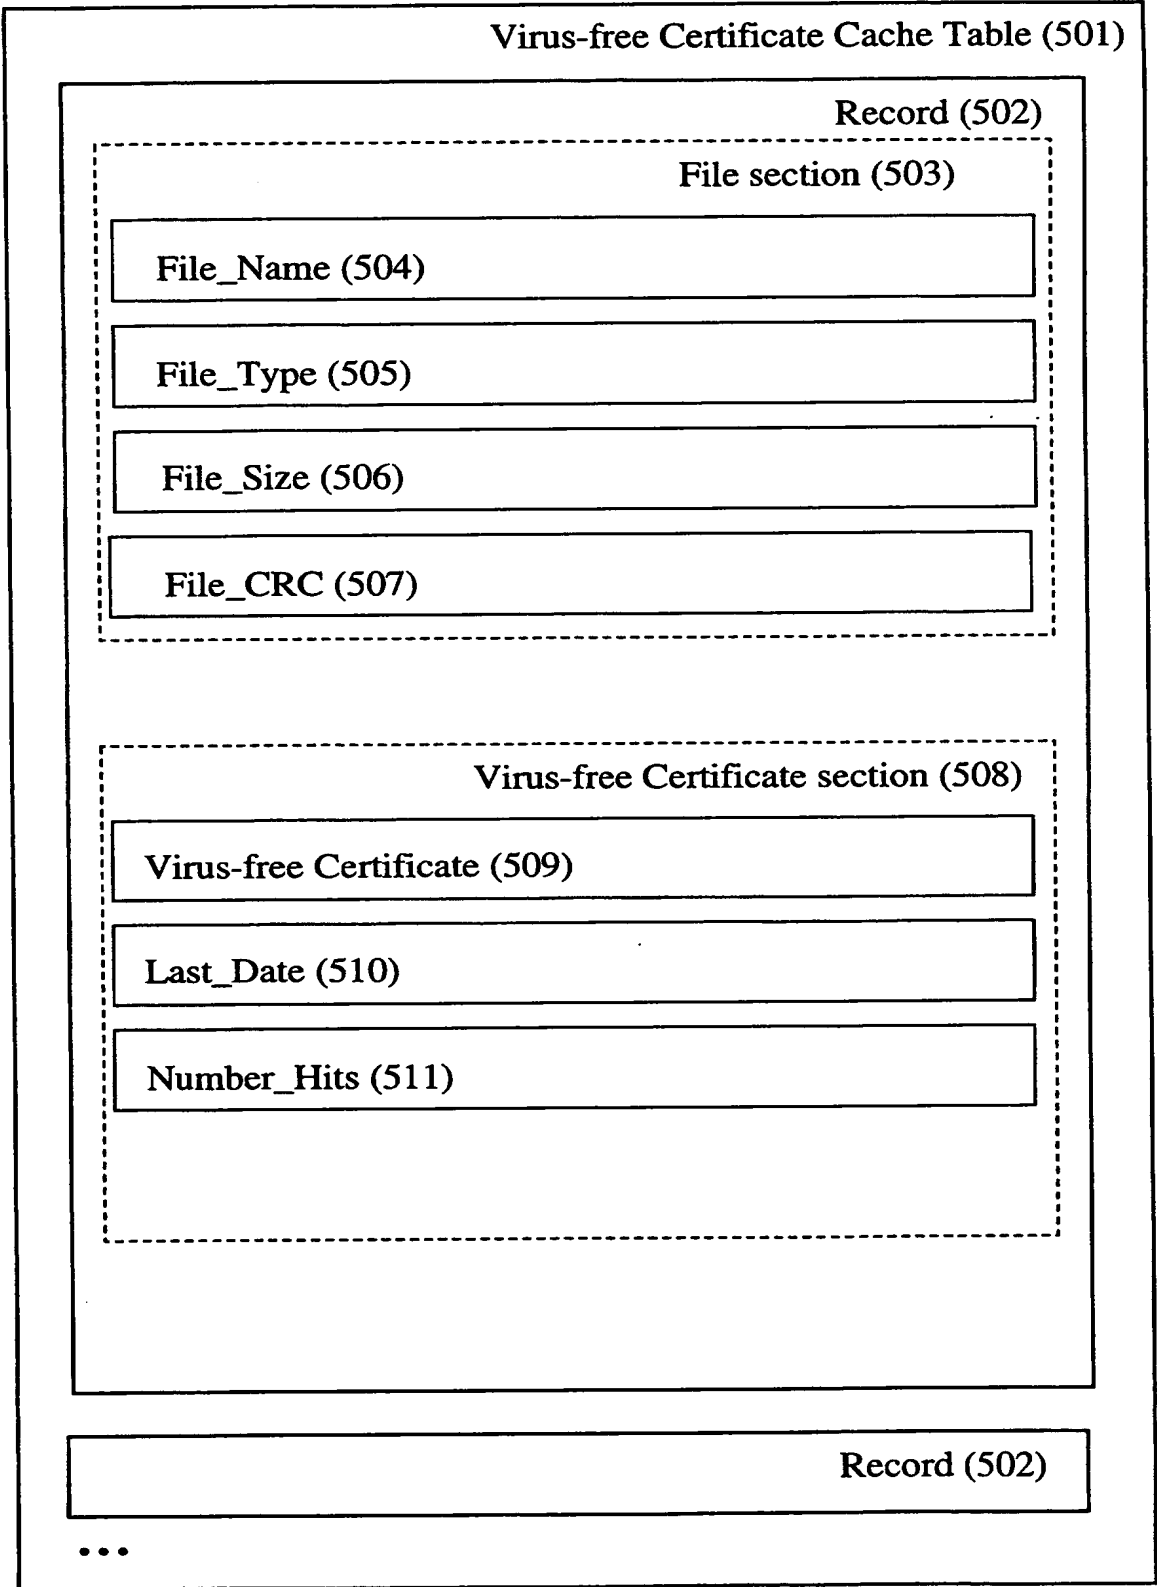 Virus-free Certificate Cache Table (501)
Record (502)
File section (503)
File_Name (504)
File_Type (505)
File_Size (506)
File_CRC (507)
Virus-free Certificate section (508)
Virus-free Certificate (509)
Last_Date (510)
Number_Hits (511)
Record (502)
...